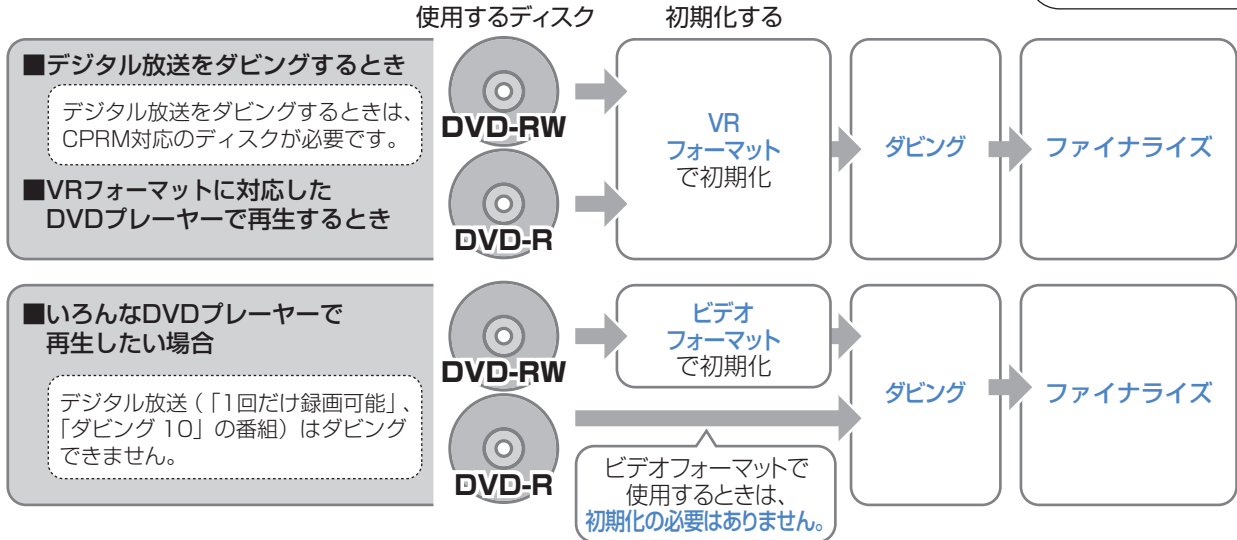 使用するディスク
初期化する
■デジタル放送をダビングするとき
デジタル放送をダビングするときは、
CPRM対応のディスクが必要です。
■VRフォーマットに対応した
DVDプレーヤーで再生するとき
DVD-RW
DVD-R
VR
フォーマット
で初期化
ダビング
ファイナライズ
■いろんなDVDプレーヤーで
再生したい場合
デジタル放送(「1回だけ録画可能」、
「ダビング 10」の番組)はダビング
できません。
DVD-RW
DVD-R
ビデオ
フォーマット
で初期化
ビデオフォーマットで
使用するときは、
初期化の必要はありません。
ダビング
ファイナライズ